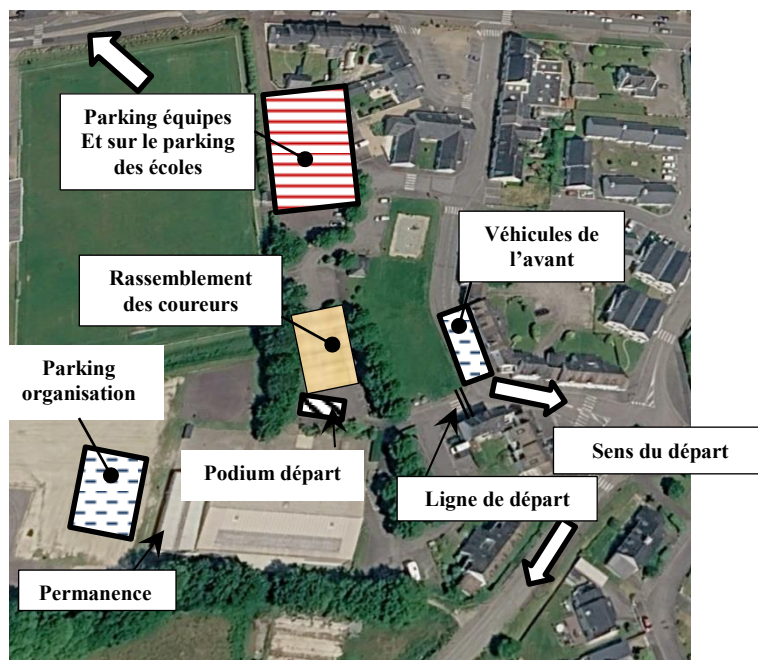 Parking équipes
Et sur le parking
des écoles
Véhicules de
l’avant
Rassemblement
des coureurs
Parking
organisation
Sens du départ
Podium départ
Ligne de départ
Permanence